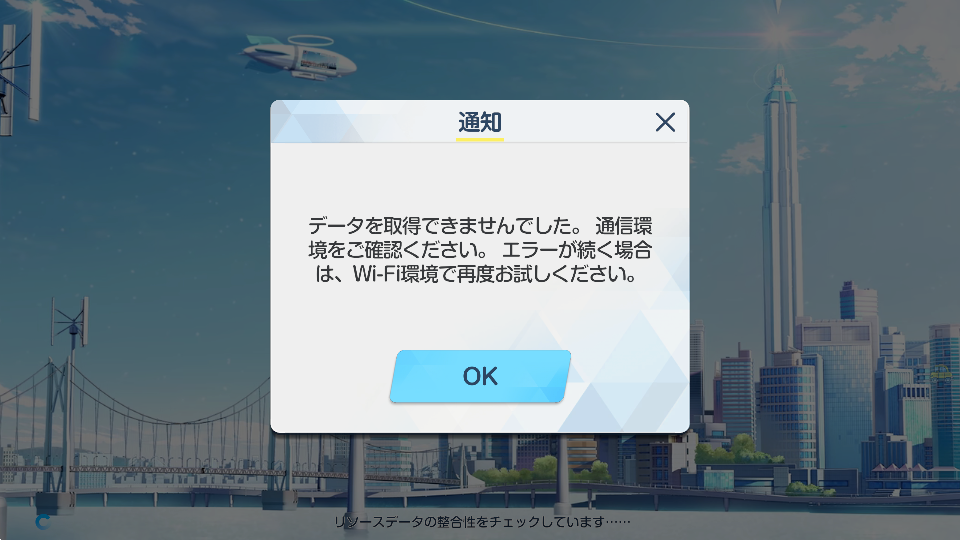 通知
データを取得できませんでした。 通信環
境をご確認ください。 エラーが続く場合
は、Wi-Fi環境で再度お試しください。
OK
リソースデータの整合性をチェックしています……